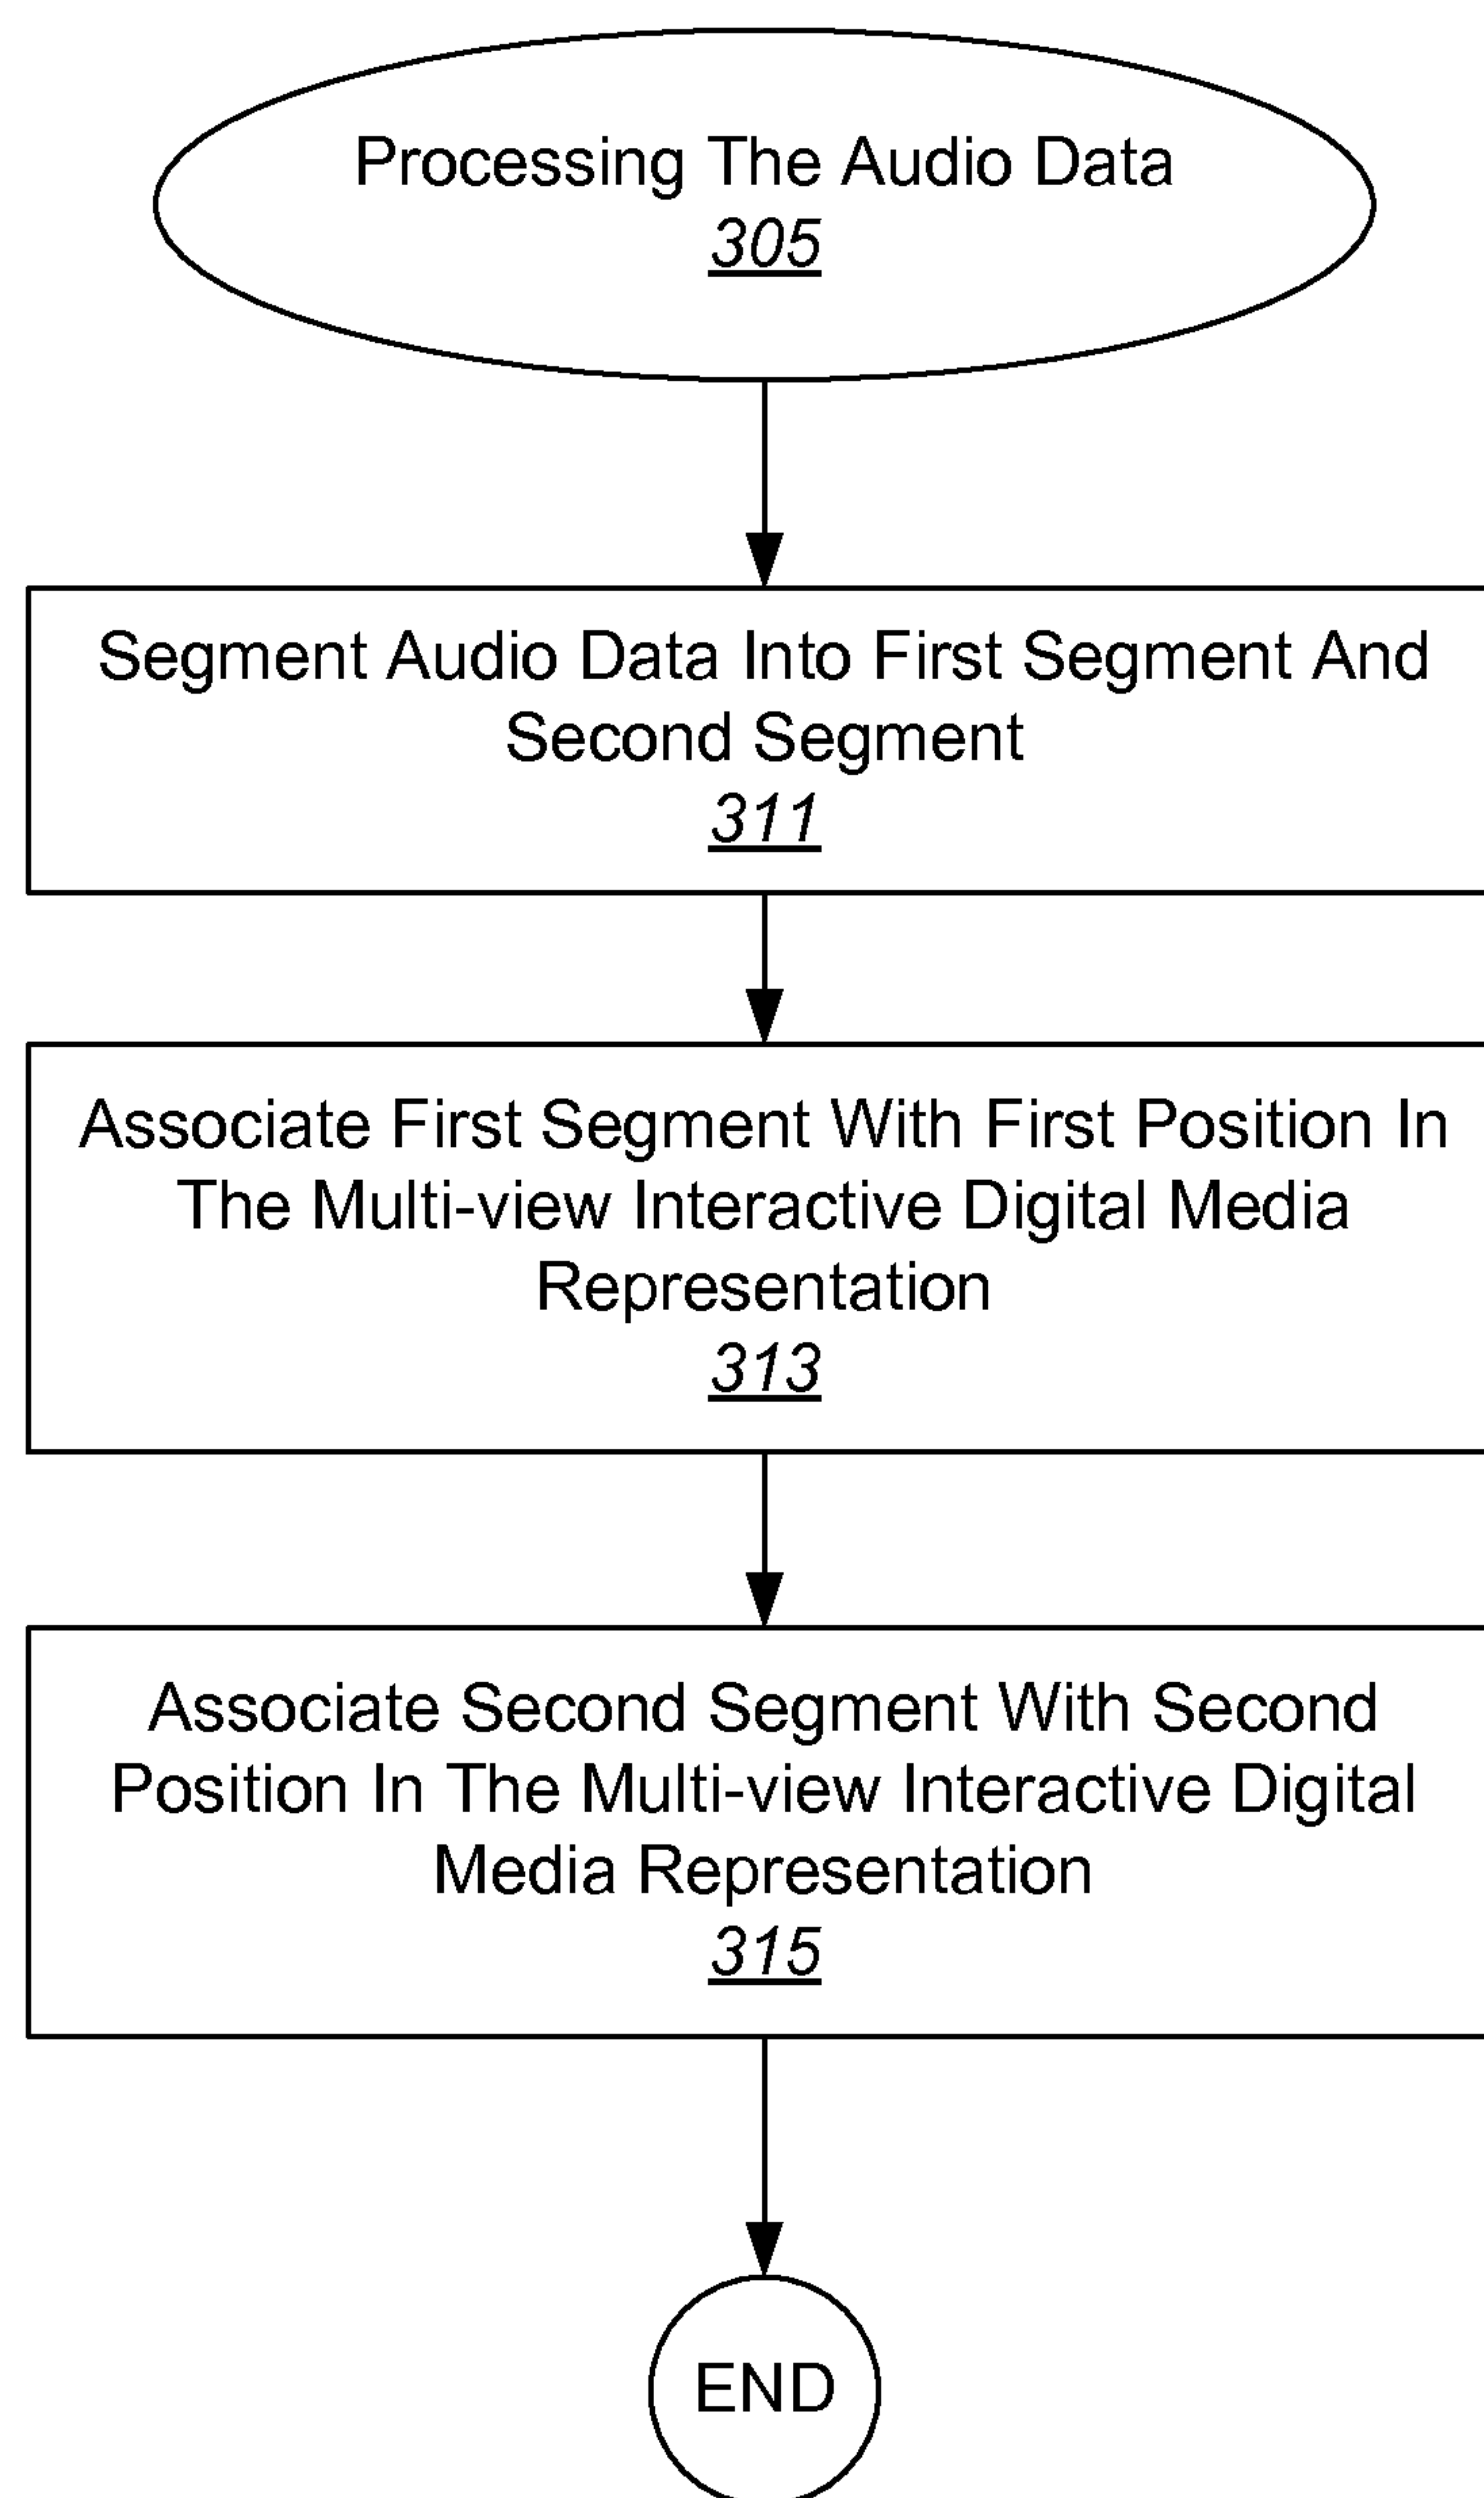 Processing The Audio Data
305
Segment Audio Data Into First Segment And
Second Segment
311
Associate First Segment With First Position In
The Multi-view Interactive Digital Media
Representation
313
Associate Second Segment With Second
Position In The Multi-view Interactive Digital
Media Representation
315
END